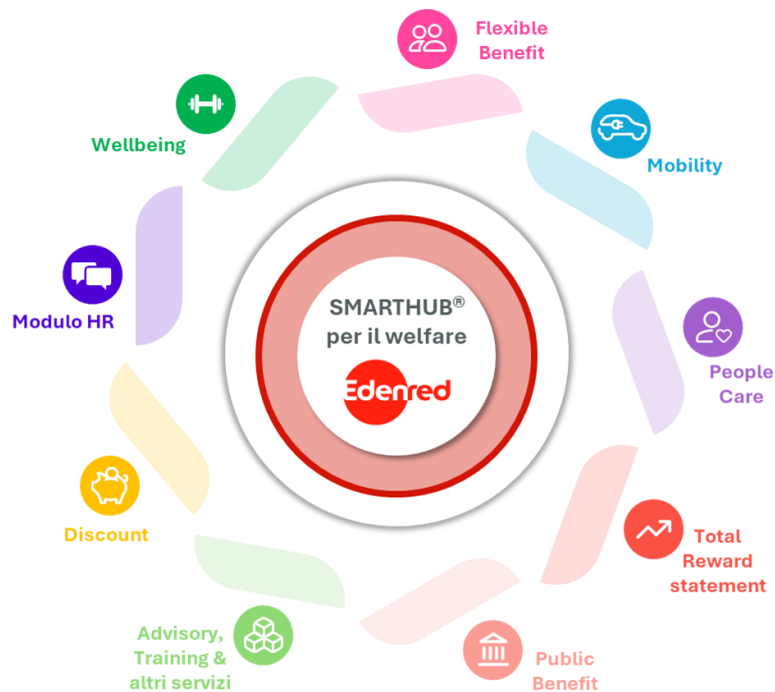 Flexible
Benefit
Mobility
People
Care
Total
Reward
statement
Public
Benefit
Advisory,
Training &
altri servizi
Discount
Modulo HR
Wellbeing
SMARTHUB®
per il welfare
Edenred